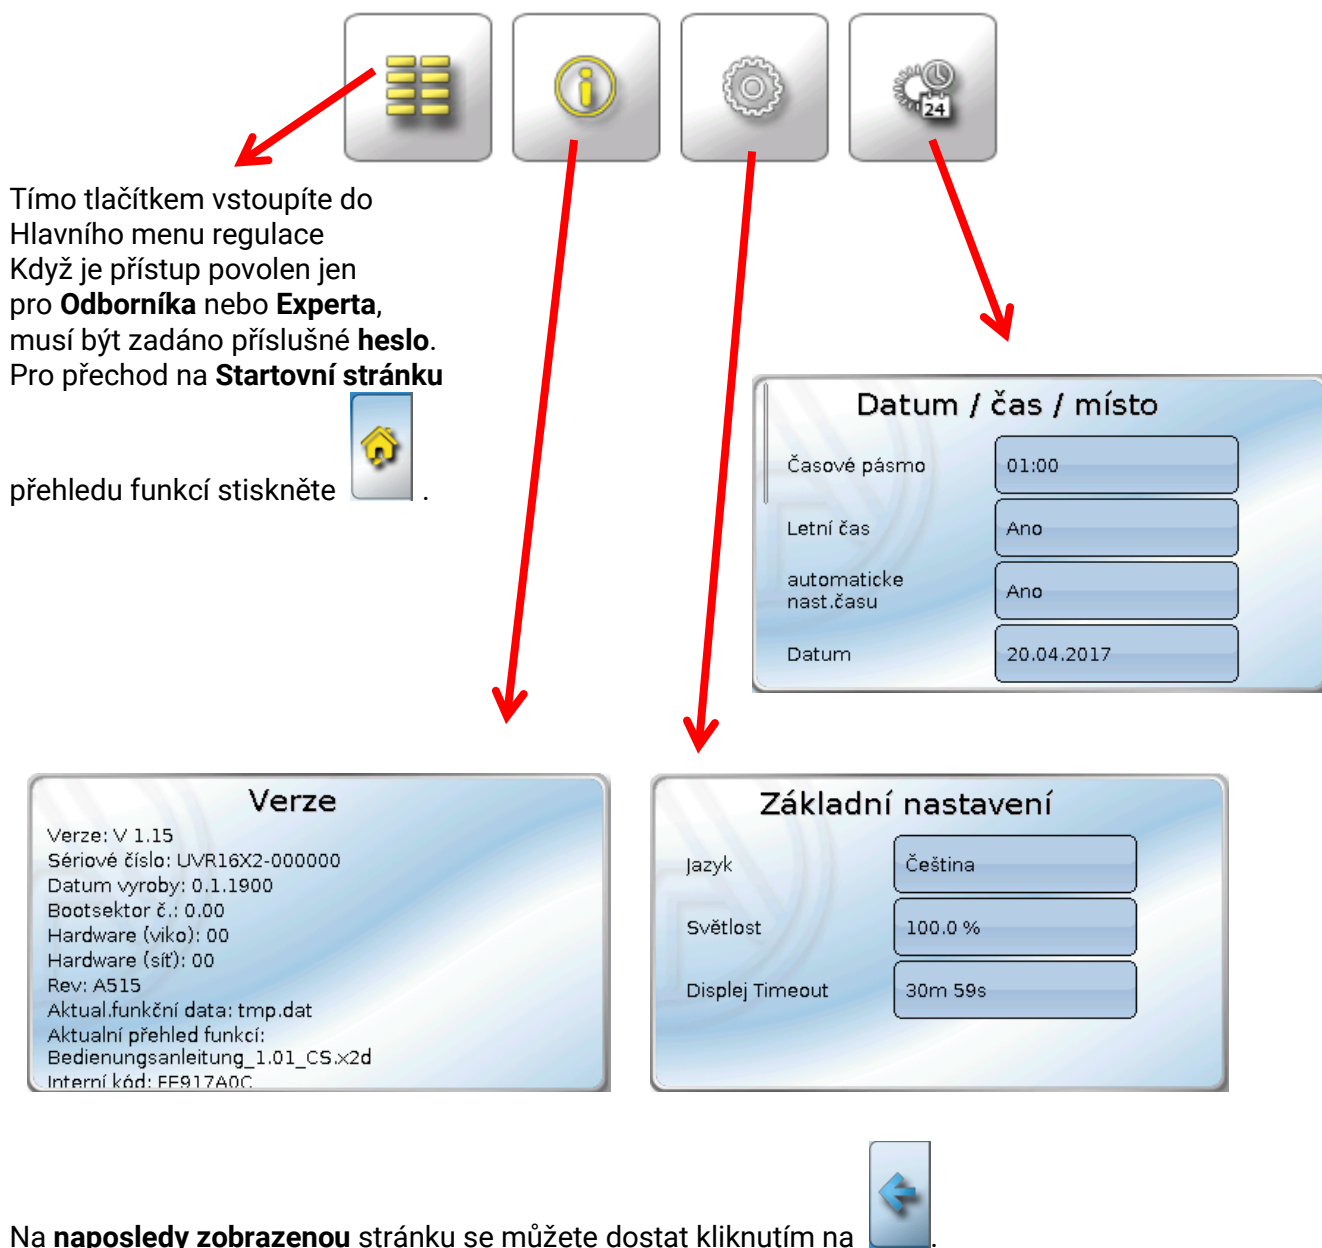 24
Tímo tlačítkem vstoupíte do
Hlavního menu regulace
Když je přístup povolen jen
pro Odborníka nebo Experta,
musí být zadáno příslušné heslo.
Pro přechod na Startovní stránku
přehledu funkcí stiskněte .
Datum / čas / místo
Časové pásmo 01:00
Letní čas Ano
automaticke
nast.času Ano
Datum 20.04.2017
Verze
Verze: V 1.15
Sériové číslo: UVR16X2-000000
Datum vyroby: 0.1.1900
Bootsektor č.: 0.00
Hardware (viko): 00
Hardware (síť): 00
Rev: A515
Aktual.funkční data: tmp.dat
Aktualní přehled funkcí:
Bedienungsanleitung_1.01_CS.x2d
Interní kód: FF917A0C
Základní nastavení
Jazyk Čeština
Světlost 100.0 %
Displej Timeout 30m 59s
Na naposledy zobrazenou stránku se můžete dostat kliknutím na .